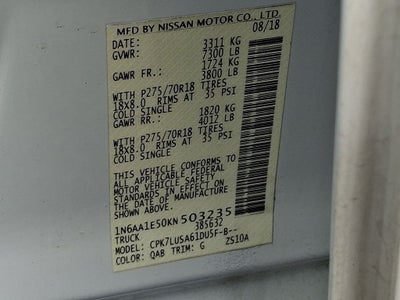 MFD BY NISSAN MOTOR CO., LTD.
DATE: 08/18
GVWR: 3311 KG
7300 LB
GAWR FR.: 1724 KG
3800 LB
WITH P275/70R18 TIRES
18x8.0 RIMS AT 35 PSI
COLD SINGLE
GAWR RR.: 1820 KG
4012 LB
WITH P275/70R18 TIRES
18x8.0 RIMS AT 35 PSI
COLD SINGLE
THIS VEHICLE CONFORMS TO
ALL APPLICABLE FEDERAL
MOTOR VEHICLE SAFETY
STANDARDS IN EFFECT ON
THE DATE OF MANUFACTURE
1N6AA1E50KN503235
TRUCK 385632
MODEL: CPK7LUSA61DU5F-B--
COLOR: QAB TRIM: G ZS10A